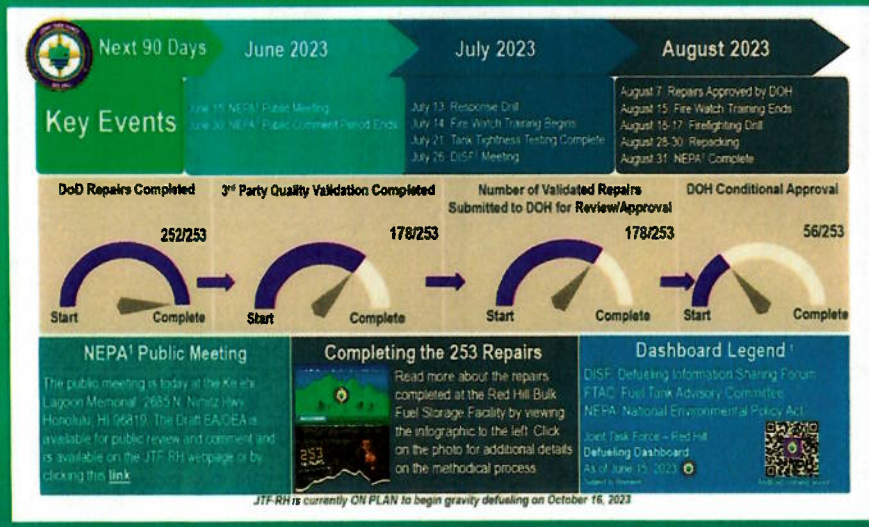 Next 90 Days
June 2023
July 2023
August 2023
Key Events
June 15: NEPA¹ Public Meeting
June 30: NEPA¹ Public Comment Period Ends
July 13: Response Drill
July 14: Fire Watch Training Begins
July 21: Tank Tightness Testing Complete
July 26: DISF¹ Meeting
August 7: Repairs Approved by DOH
August 15: Fire Watch Training Ends
August 16-17: Firefighting Drill
August 28-30: Repacking
August 31: NEPA¹ Complete
DoD Repairs Completed
252/253
Start
Complete
3rd Party Quality Validation Completed
178/253
Start
Complete
Number of Validated Repairs
Submitted to DOH for Review/Approval
178/253
Start
Complete
DOH Conditional Approval
56/253
Start
Complete
NEPA¹ Public Meeting
The public meeting is today at the Ke'ehi
Lagoon Memorial, 2685 N. Nimitz Hwy,
Honolulu, HI 96819. The Draft EA/OEA is
available for public review and comment and
is available on the JTF-RH webpage or by
clicking this link
Completing the 253 Repairs
253
Read more about the repairs
completed at the Red Hill Bulk
Fuel Storage Facility by viewing
the infographic to the left. Click
on the photo for additional details
on the methodical process
Dashboard Legend ¹
DISF: Defueling Information Sharing Forum
FTAC: Fuel Tank Advisory Committee
NEPA: National Environmental Policy Act
Joint Task Force – Red Hill
Defueling Dashboard
As of June 15, 2023
JTF-RH is currently ON PLAN to begin gravity defueling on October 16, 2023